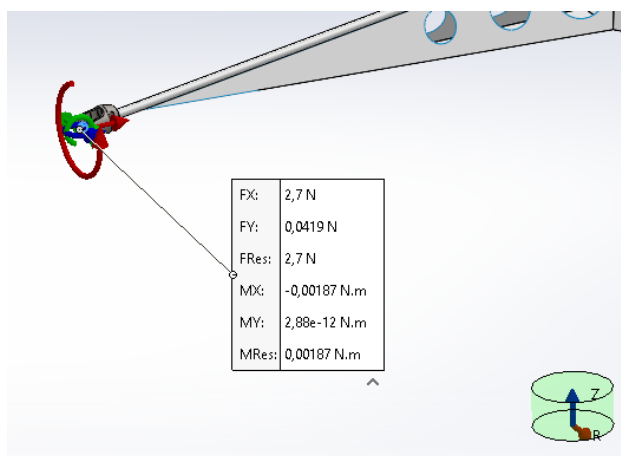 FX: 2,7 N
FY: 0,0419 N
FRes: 2,7 N
MX: -0,00187 N.m
MY: 2,88e-12 N.m
MRes: 0,00187 N.m
Z
R